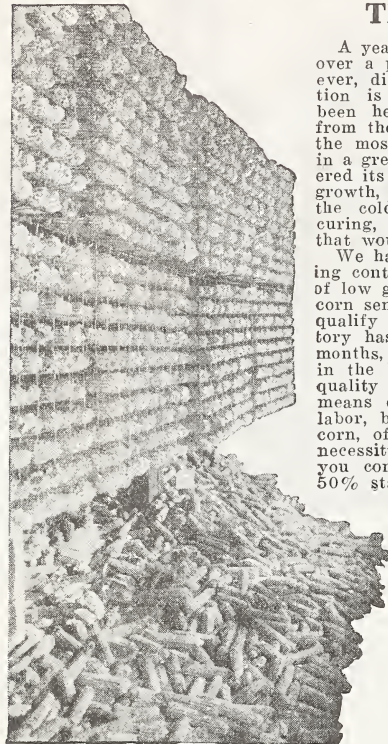 T
A yea
over a p
ever, di
tion is
been he
from the
the mos
in a gre
ered its
growth,
the cold
curing,
that wou
We ha
ing cont
of low g
corn sen
qualify
tory has
months,
in the
quality
means o
labor, b
corn, of
necessit
you con
50% sta